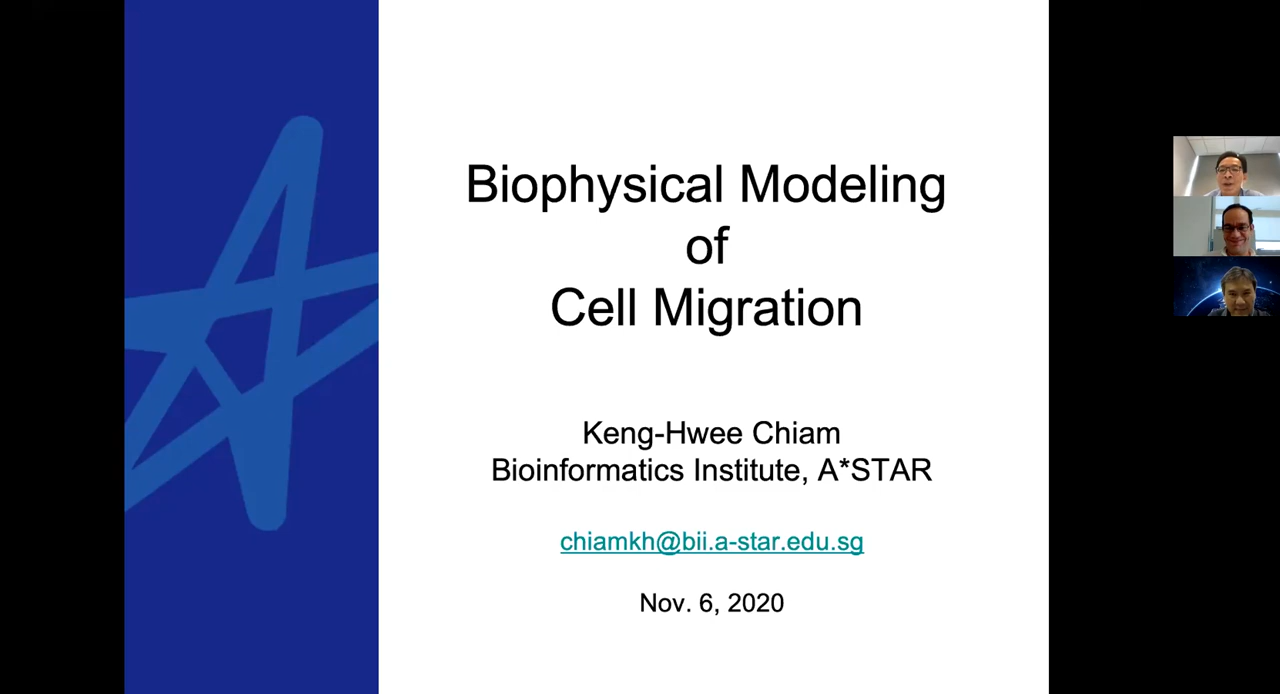 Biophysical Modeling
of
Cell Migration
Keng-Hwee Chiam
Bioinformatics Institute, A*STAR
chiamkh@bii.a-star.edu.sg
Nov. 6, 2020